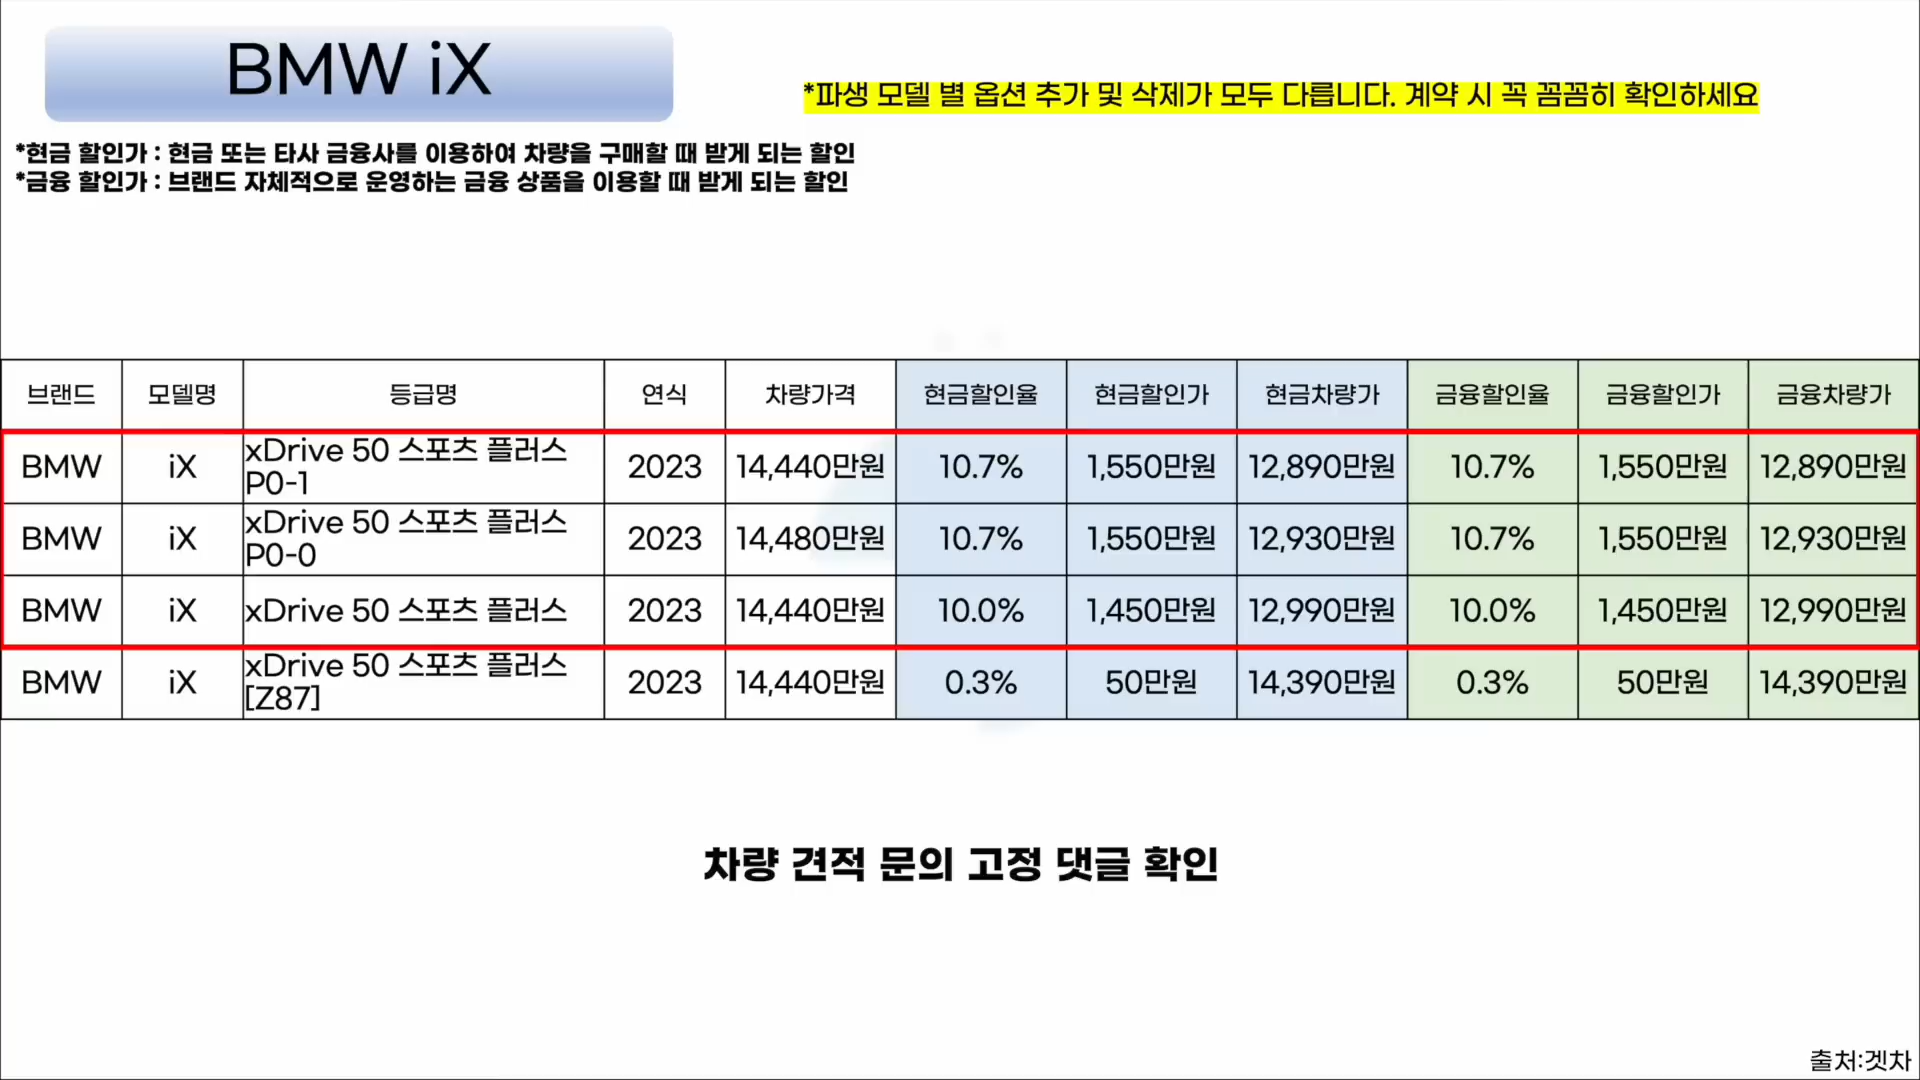 BMW iX
*파생 모델 별 옵션 추가 및 삭제가 모두 다릅니다. 계약 시 꼭 꼼꼼히 확인하세요
*현금 할인가 : 현금 또는 타사 금융사를 이용하여 차량을 구매할 때 받게 되는 할인
*금융 할인가 : 브랜드 자체적으로 운영하는 금융 상품을 이용할 때 받게 되는 할인
브랜드 모델명 등급명 연식 차량가격 현금할인율 현금할인가 현금차량가 금융할인율 금융할인가 금융차량가
BMW iX xDrive 50 스포츠 플러스 P0-1 2023 14,440만원 10.7% 1,550만원 12,890만원 10.7% 1,550만원 12,890만원
BMW iX xDrive 50 스포츠 플러스 P0-0 2023 14,480만원 10.7% 1,550만원 12,930만원 10.7% 1,550만원 12,930만원
BMW iX xDrive 50 스포츠 플러스 2023 14,440만원 10.0% 1,450만원 12,990만원 10.0% 1,450만원 12,990만원
BMW iX xDrive 50 스포츠 플러스 [Z87] 2023 14,440만원 0.3% 50만원 14,390만원 0.3% 50만원 14,390만원
차량 견적 문의 고정 댓글 확인
출처:겟차